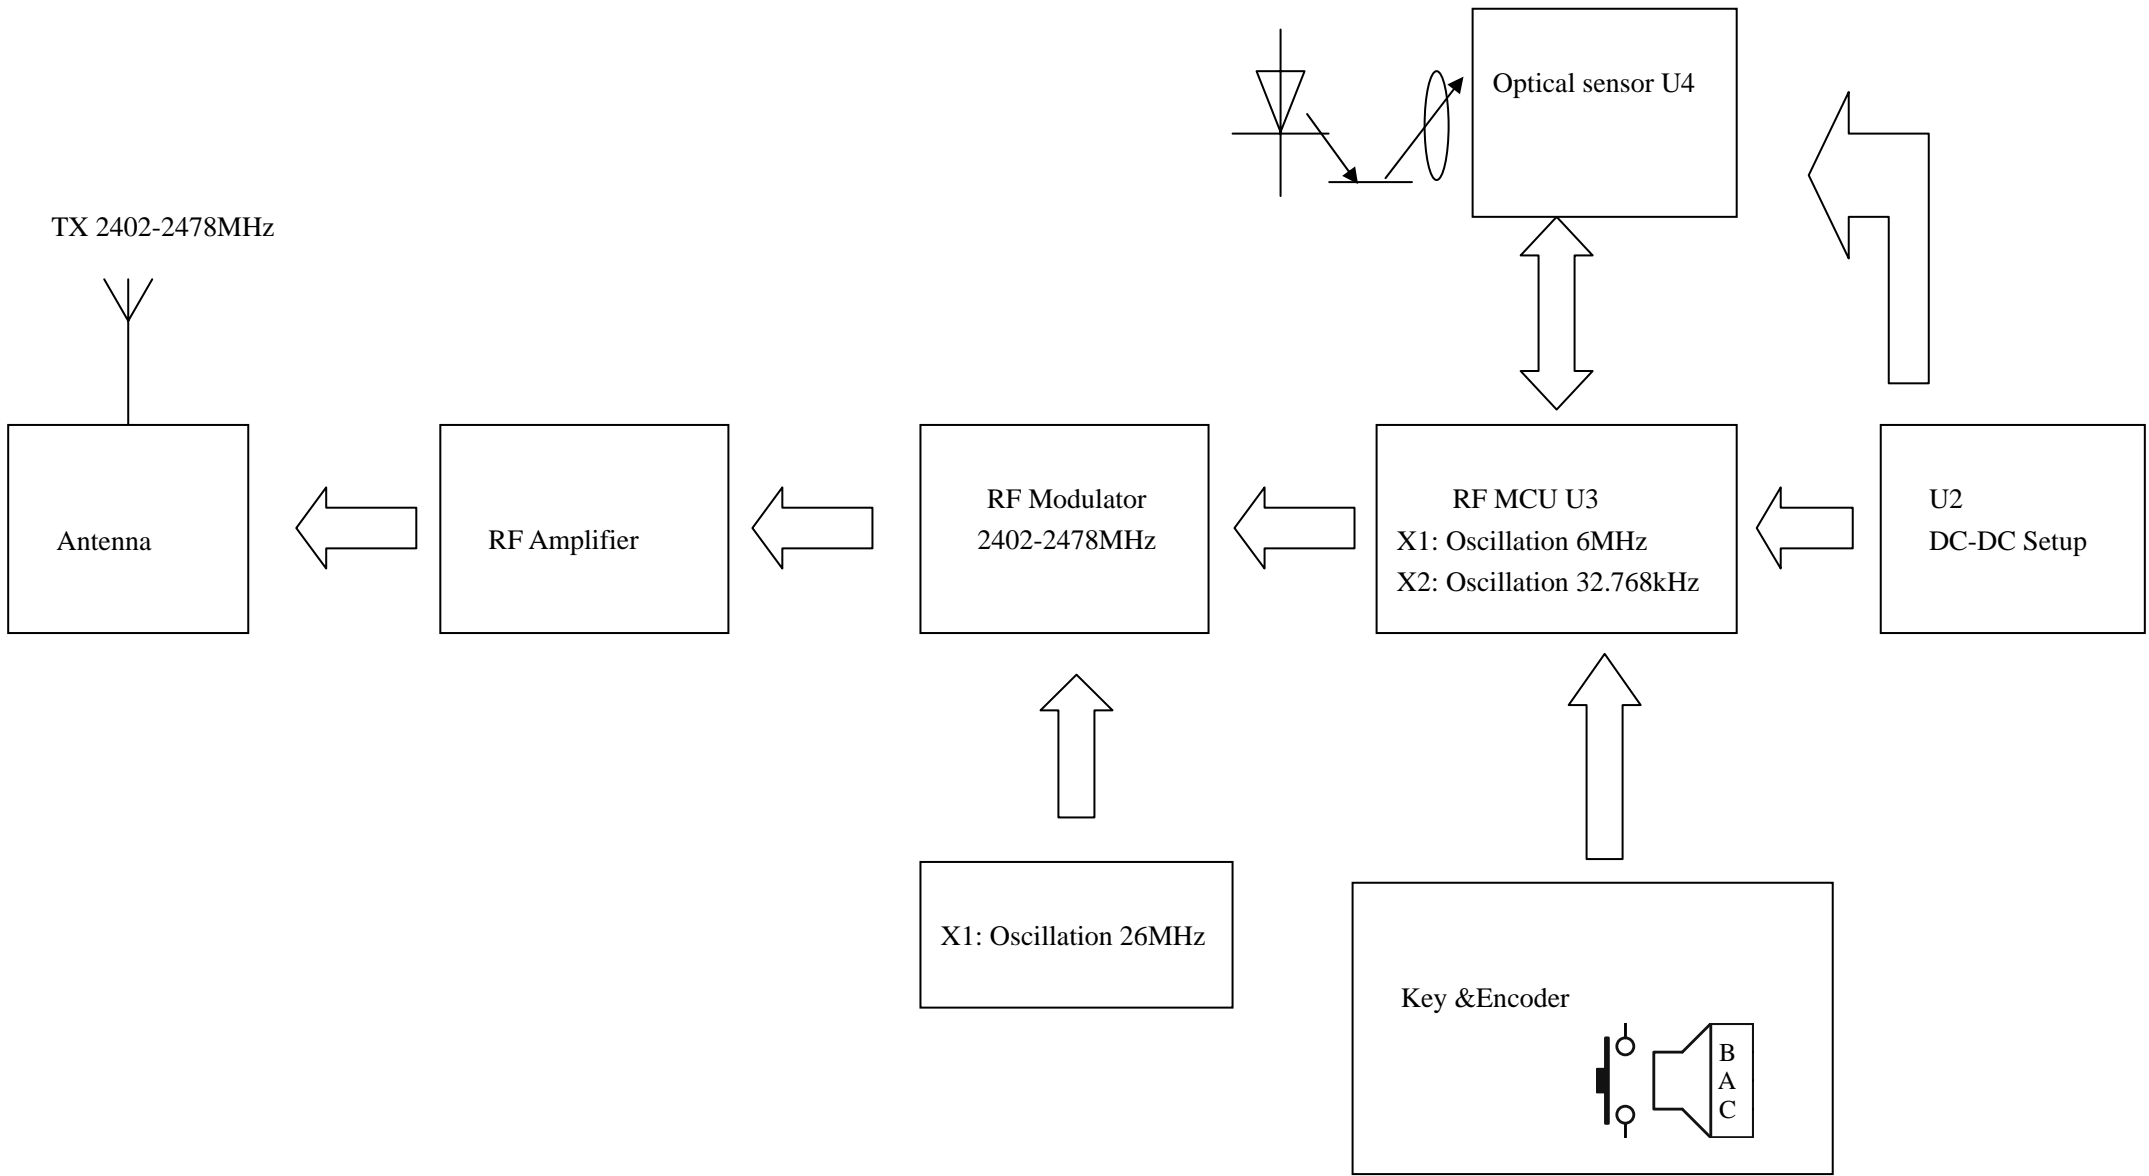 Optical sensor U4
TX 2402-2478MHz
Antenna
RF Amplifier
RF Modulator
2402-2478MHz
RF MCU U3
X1: Oscillation 6MHz
X2: Oscillation 32.768kHz
U2
DC-DC Setup
X1: Oscillation 26MHz
Key &Encoder
B
A
C